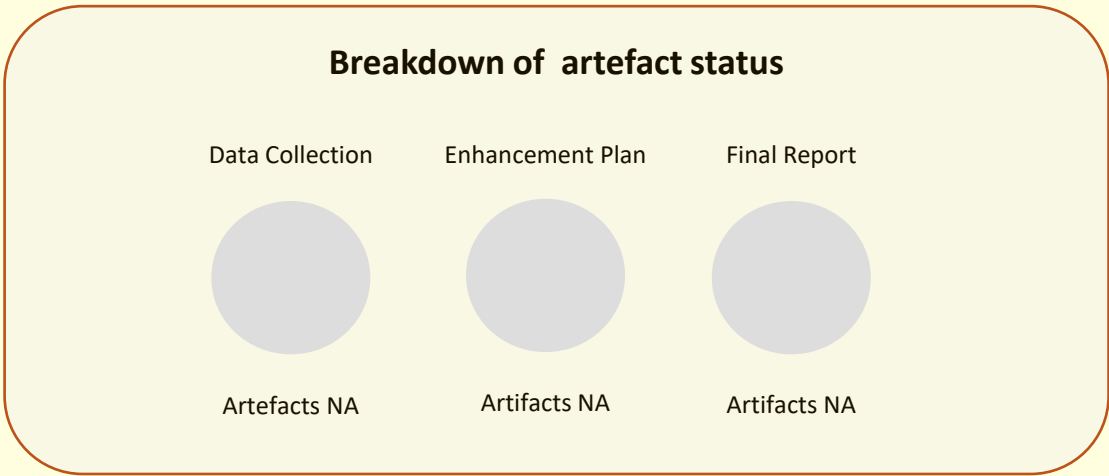 Breakdown of  artefact status
Data Collection
Enhancement Plan
Final Report
Artefacts NA
Artifacts NA
Artifacts NA